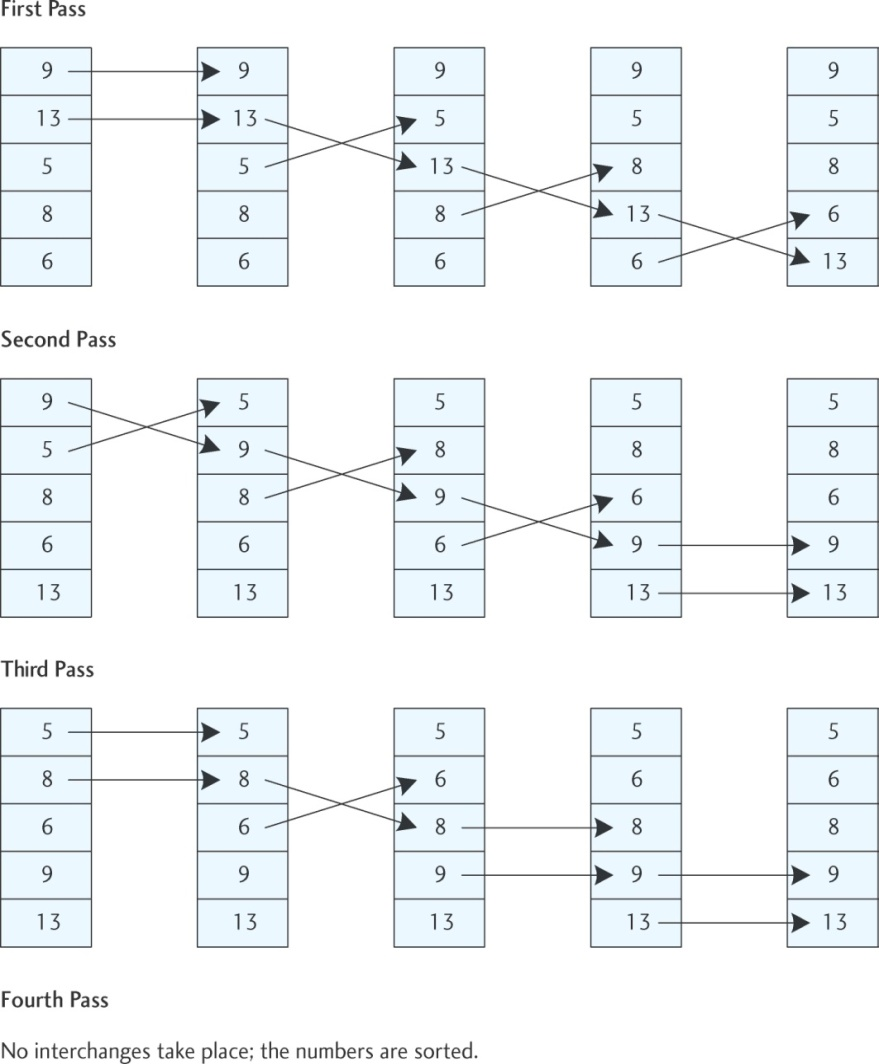 First Pass
9 9 9 9 9
13 13 5 5 5
5 5 13 8 8
8 8 8 13 6
6 6 6 6 13
Second Pass
9 5 5 5 5
5 9 8 8 8
8 8 9 6 6
6 6 6 9 9
13 13 13 13 13
Third Pass
5 5 5 5 5
8 8 6 6 6
6 6 8 8 8
9 9 9 9 9
13 13 13 13 13
Fourth Pass
No interchanges take place; the numbers are sorted.